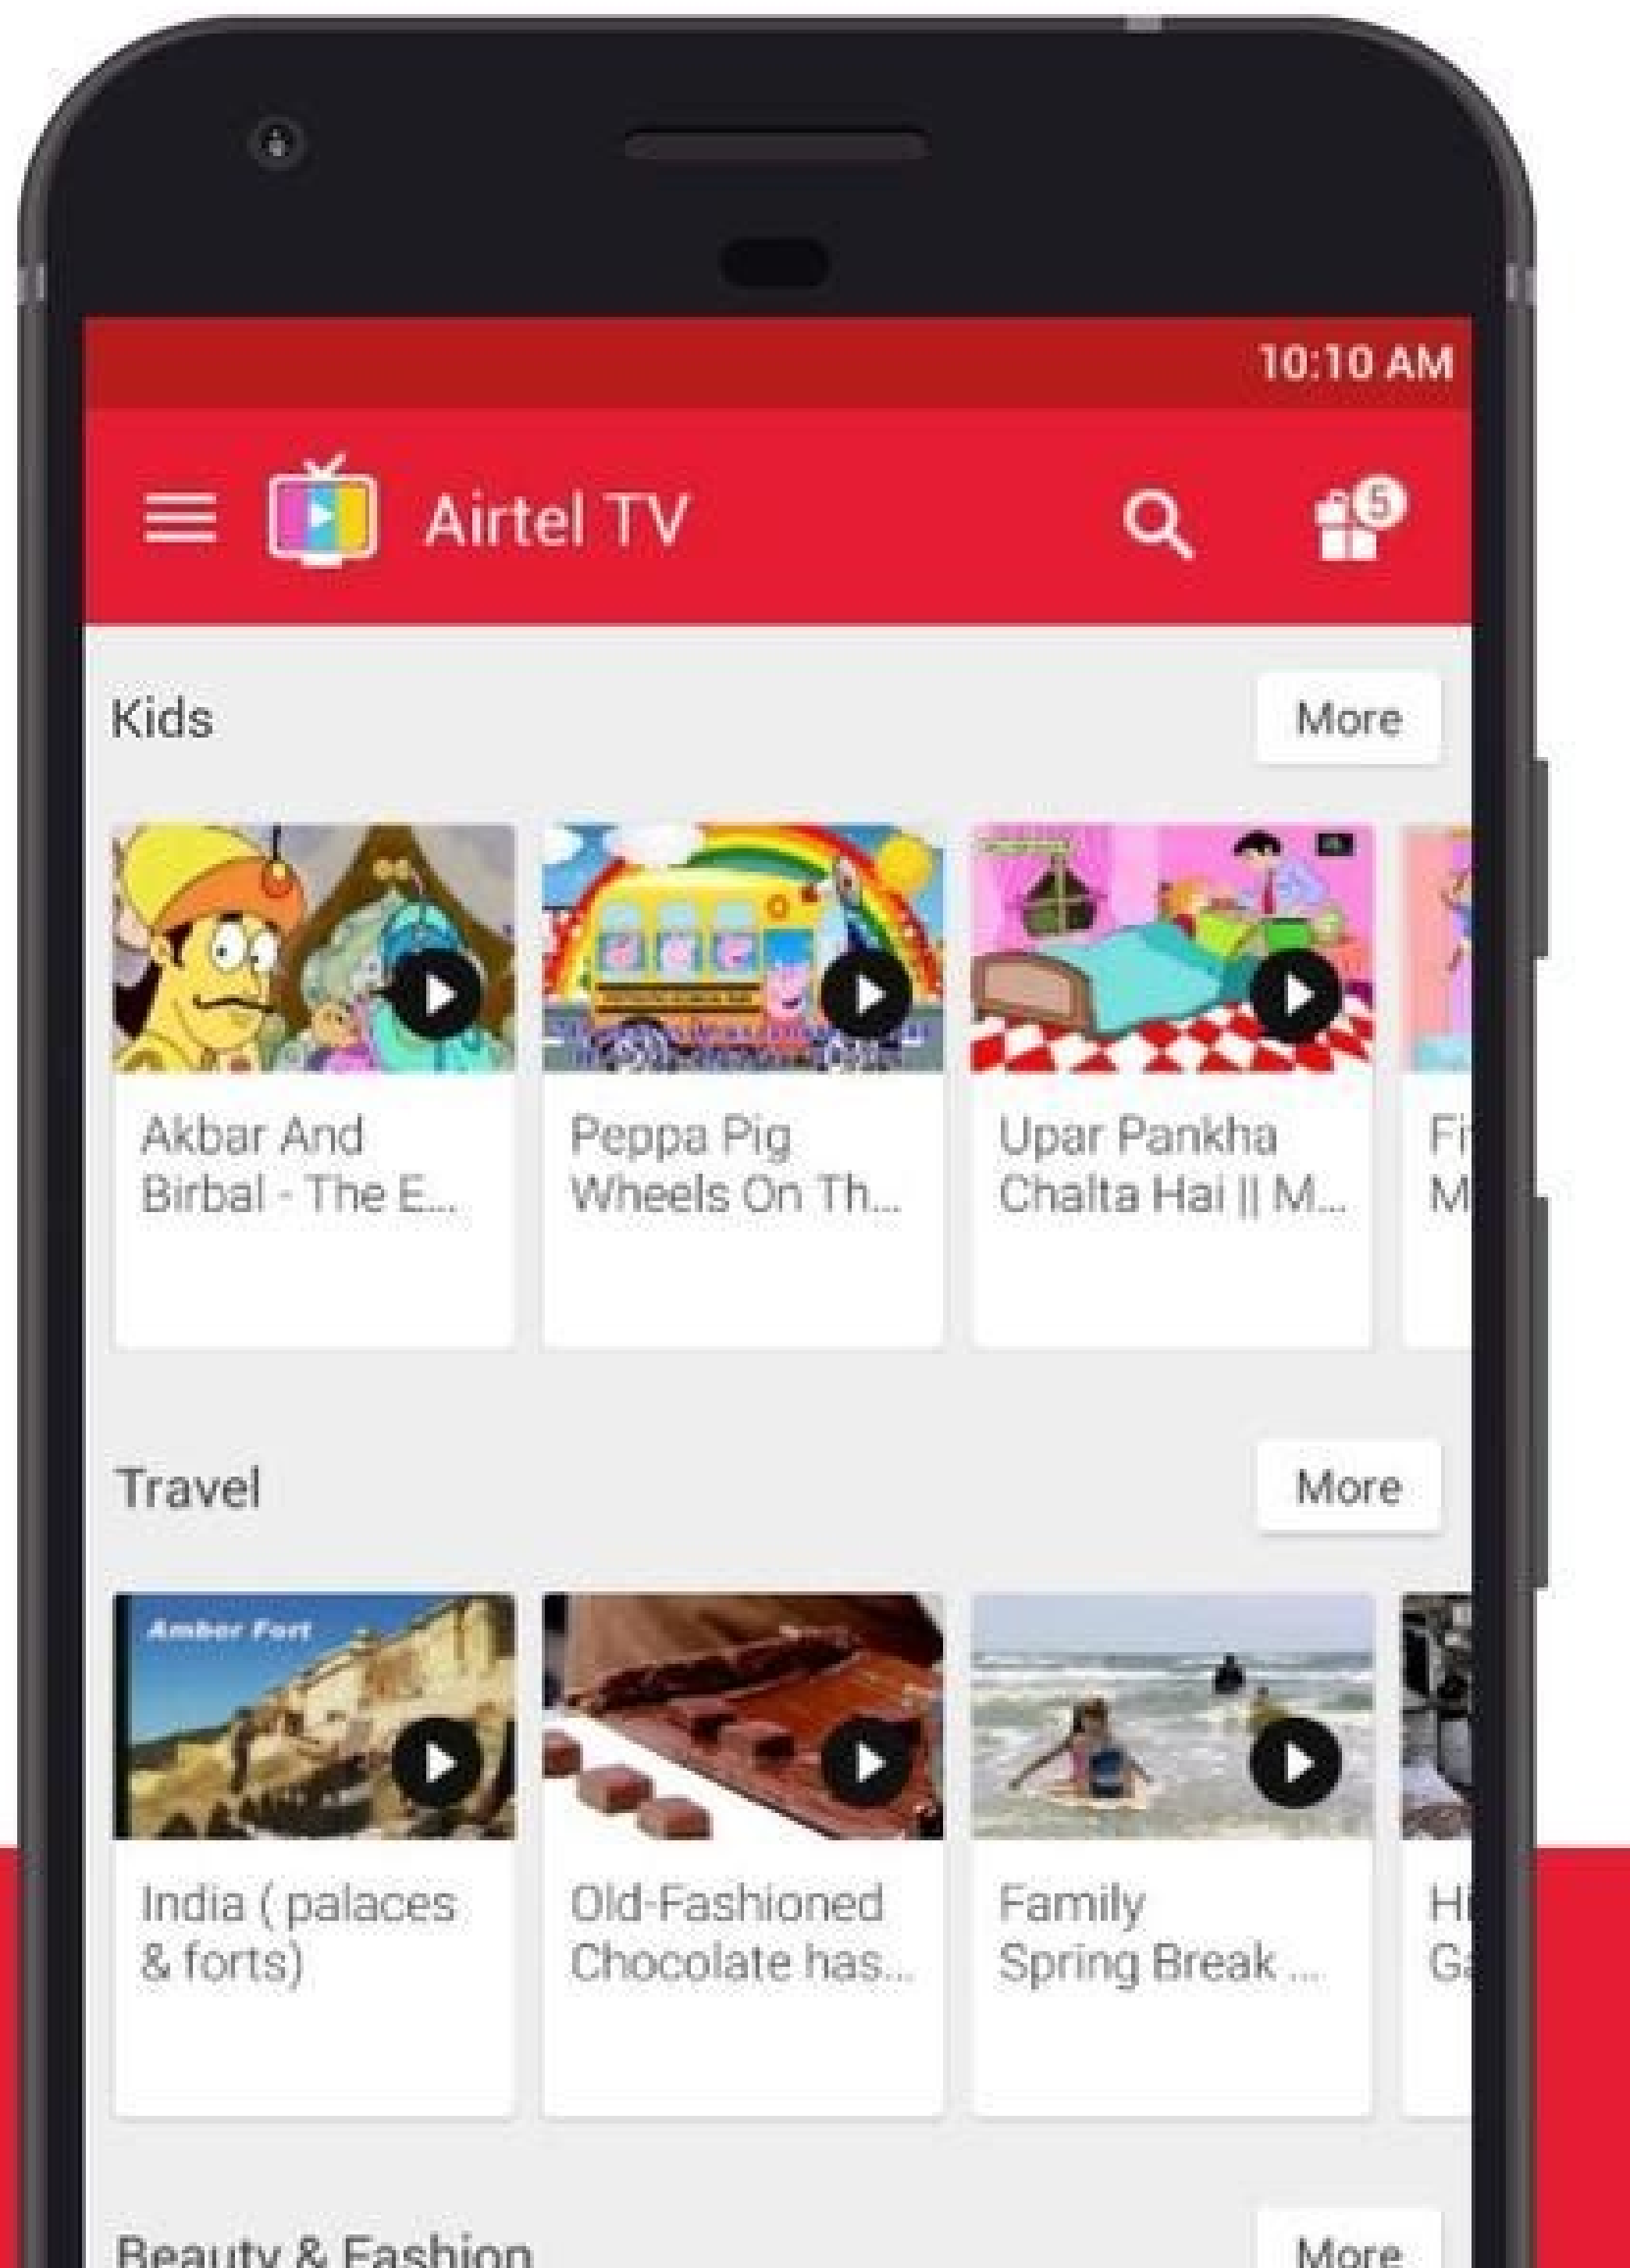 10:10 AM
Airtel TV
5
Kids
More
Akbar And
Birbal - The E...
Peppa Pig
Wheels On Th...
Upar Pankha
Chalta Hai || M...
M
Travel
More
Amber Fort
India ( palaces
& forts)
Old-Fashioned
Chocolate has...
Family
Spring Break ...
Hi
Beauty & Fashion
More